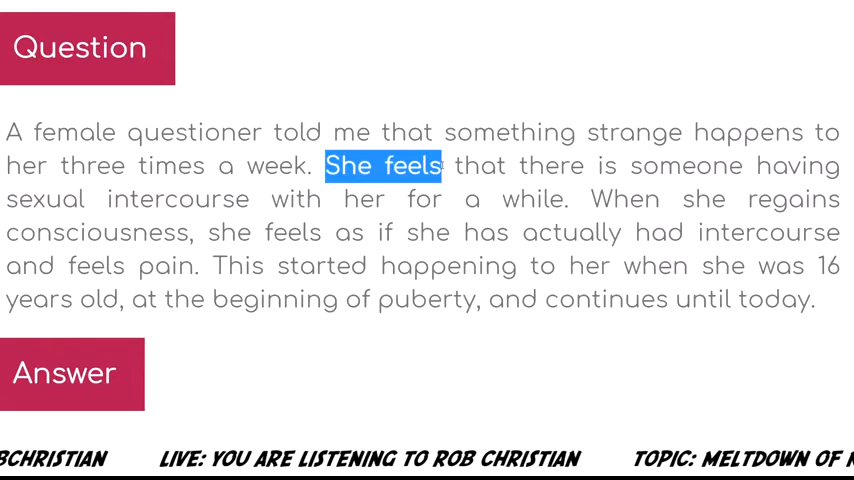 Question
A female questioner told me that something strange happens to
her three times a week. She feels that there is someone having
sexual intercourse with her for a while. When she regains
consciousness, she feels as if she has actually had intercourse
and feels pain. This started happening to her when she was 16
years old, at the beginning of puberty, and continues until today.
Answer
BCHRISTIAN LIVE: YOU ARE LISTENING TO ROB CHRISTIAN TOPIC: MELTDOWN OF